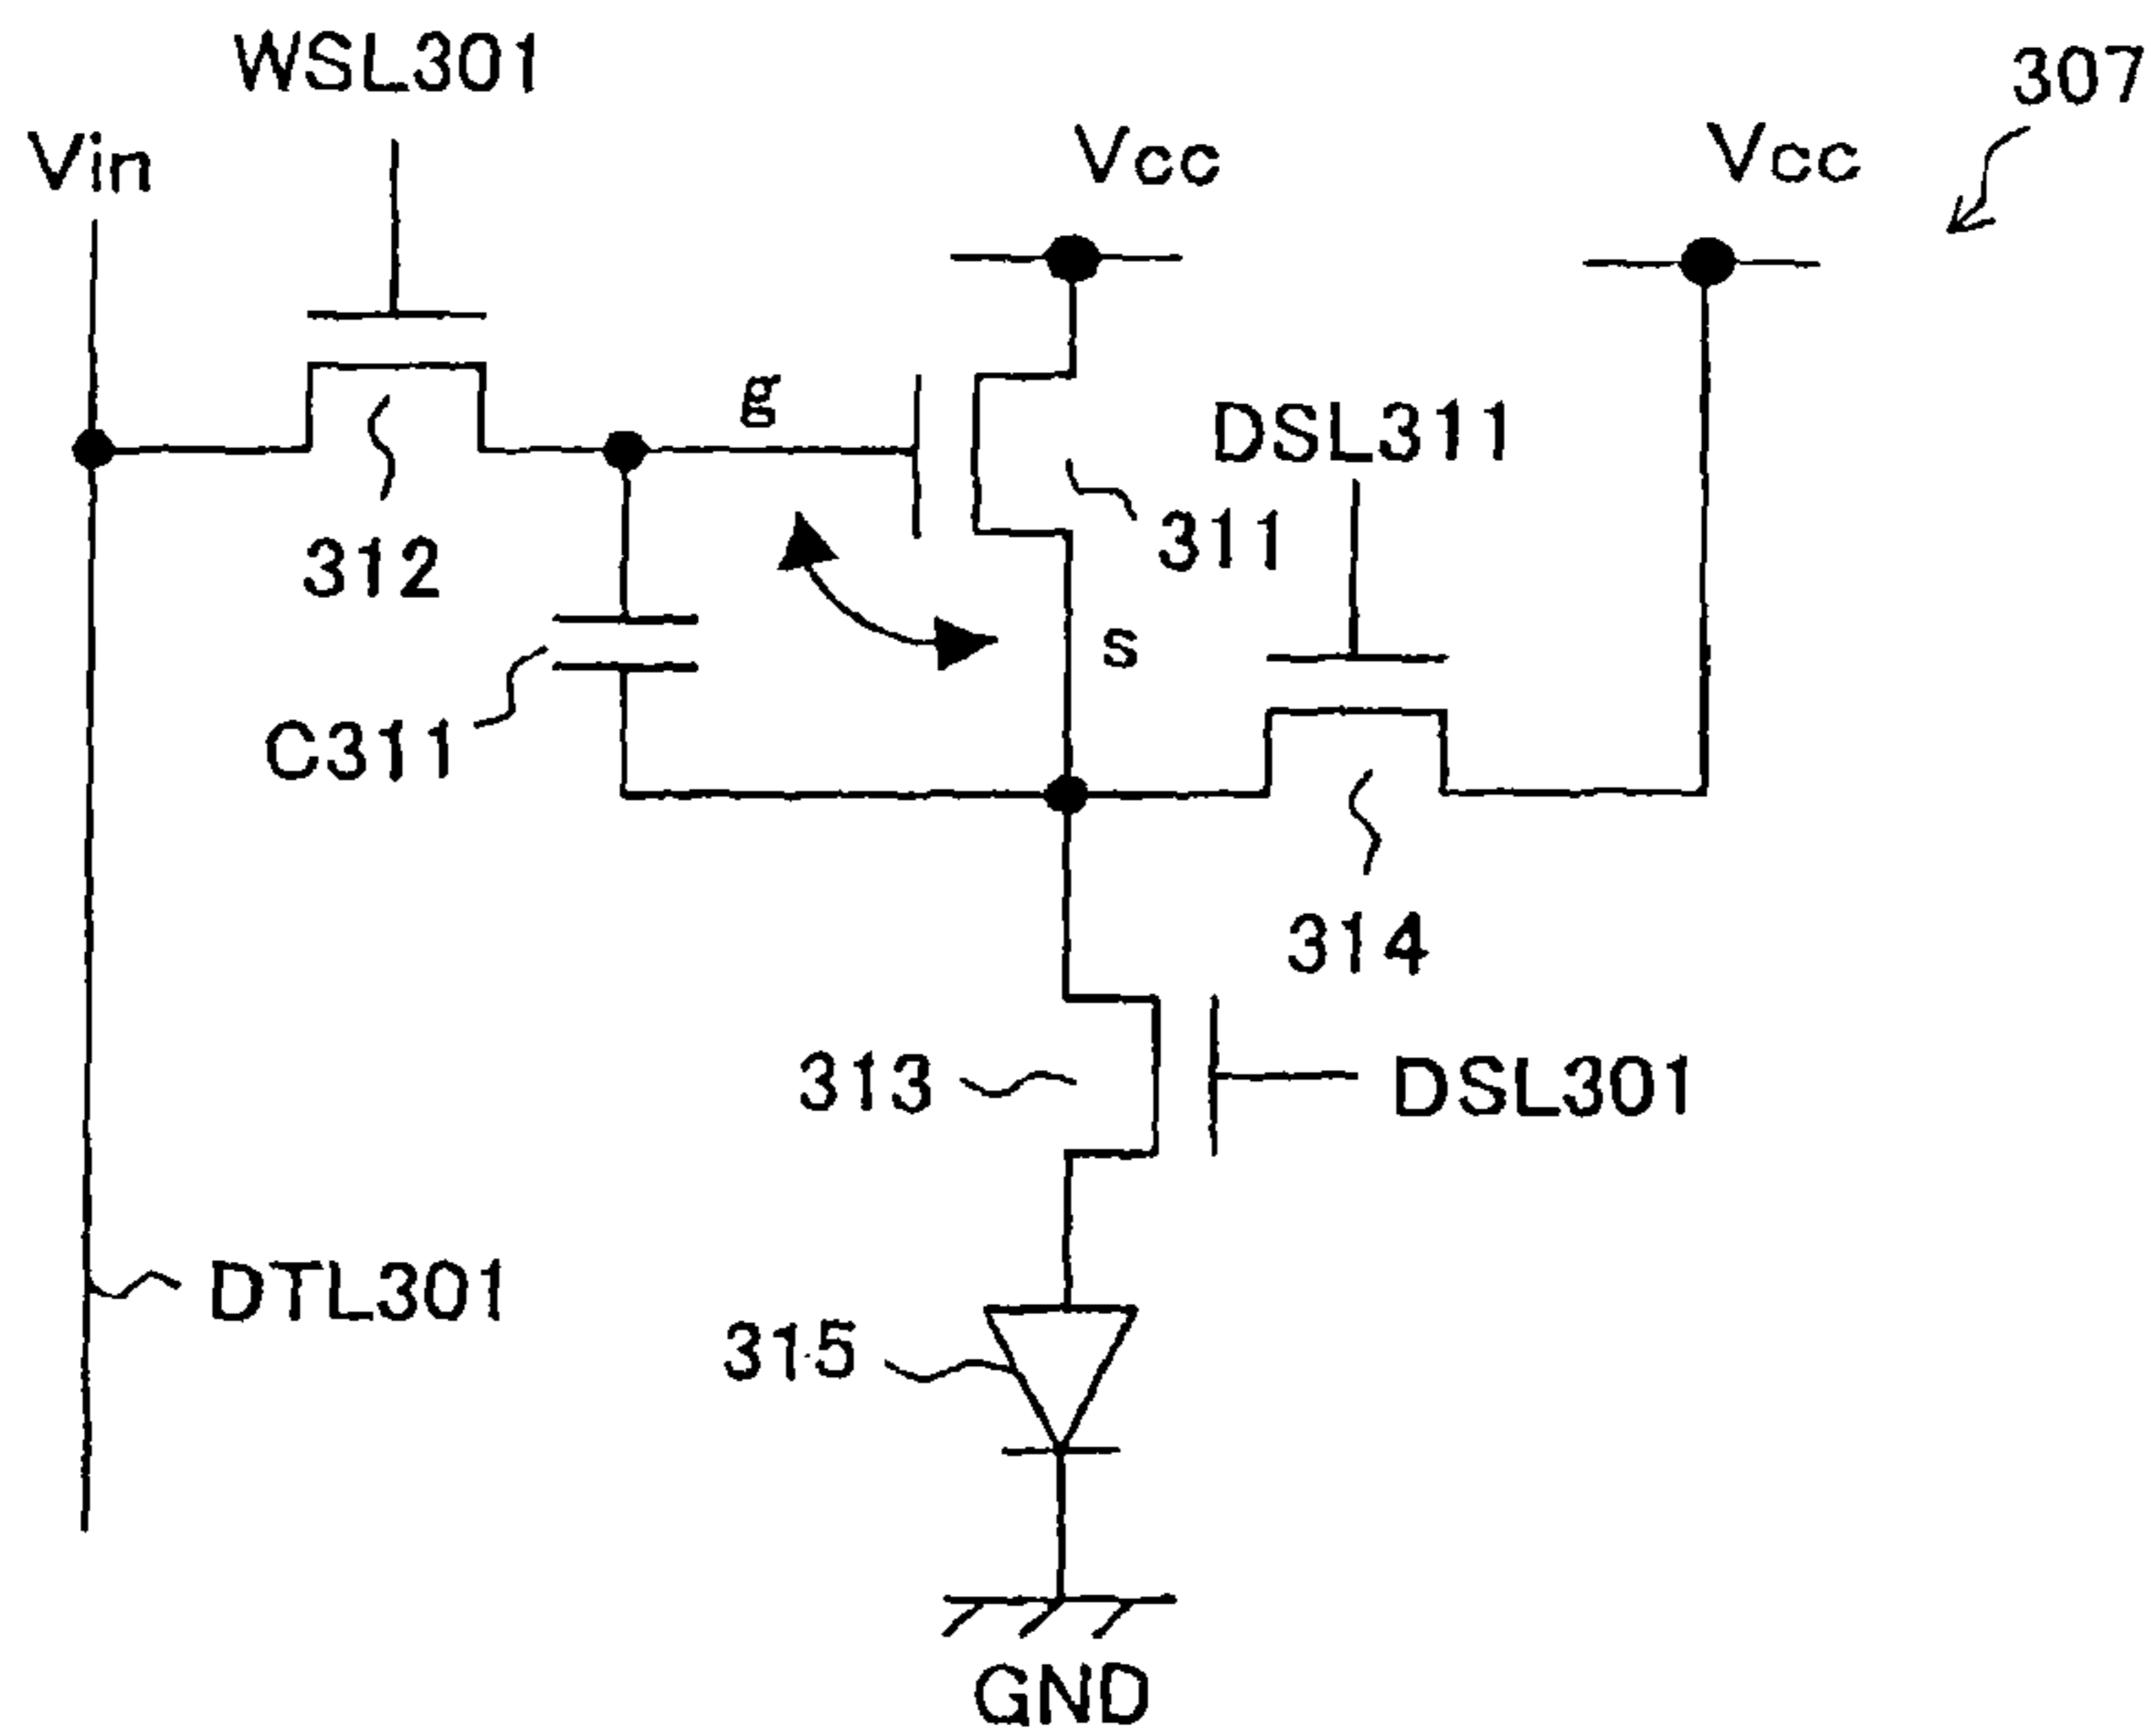 WSL301
307
Vin
Vcc
Vcc
g
DSL311
311
312
s
C311
314
313
DSL301
DTL301
315
GND